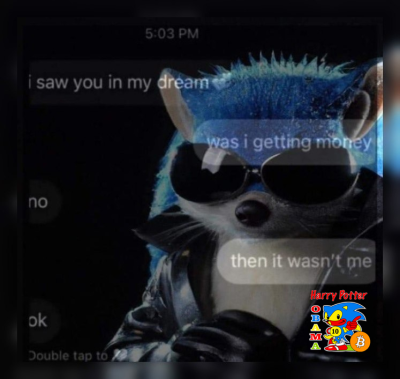 5:03 PM
i saw you in my dream
was i getting money
no
then it wasn't me
ok
Double tap to
Harry Potter
OBAMA
10
₿